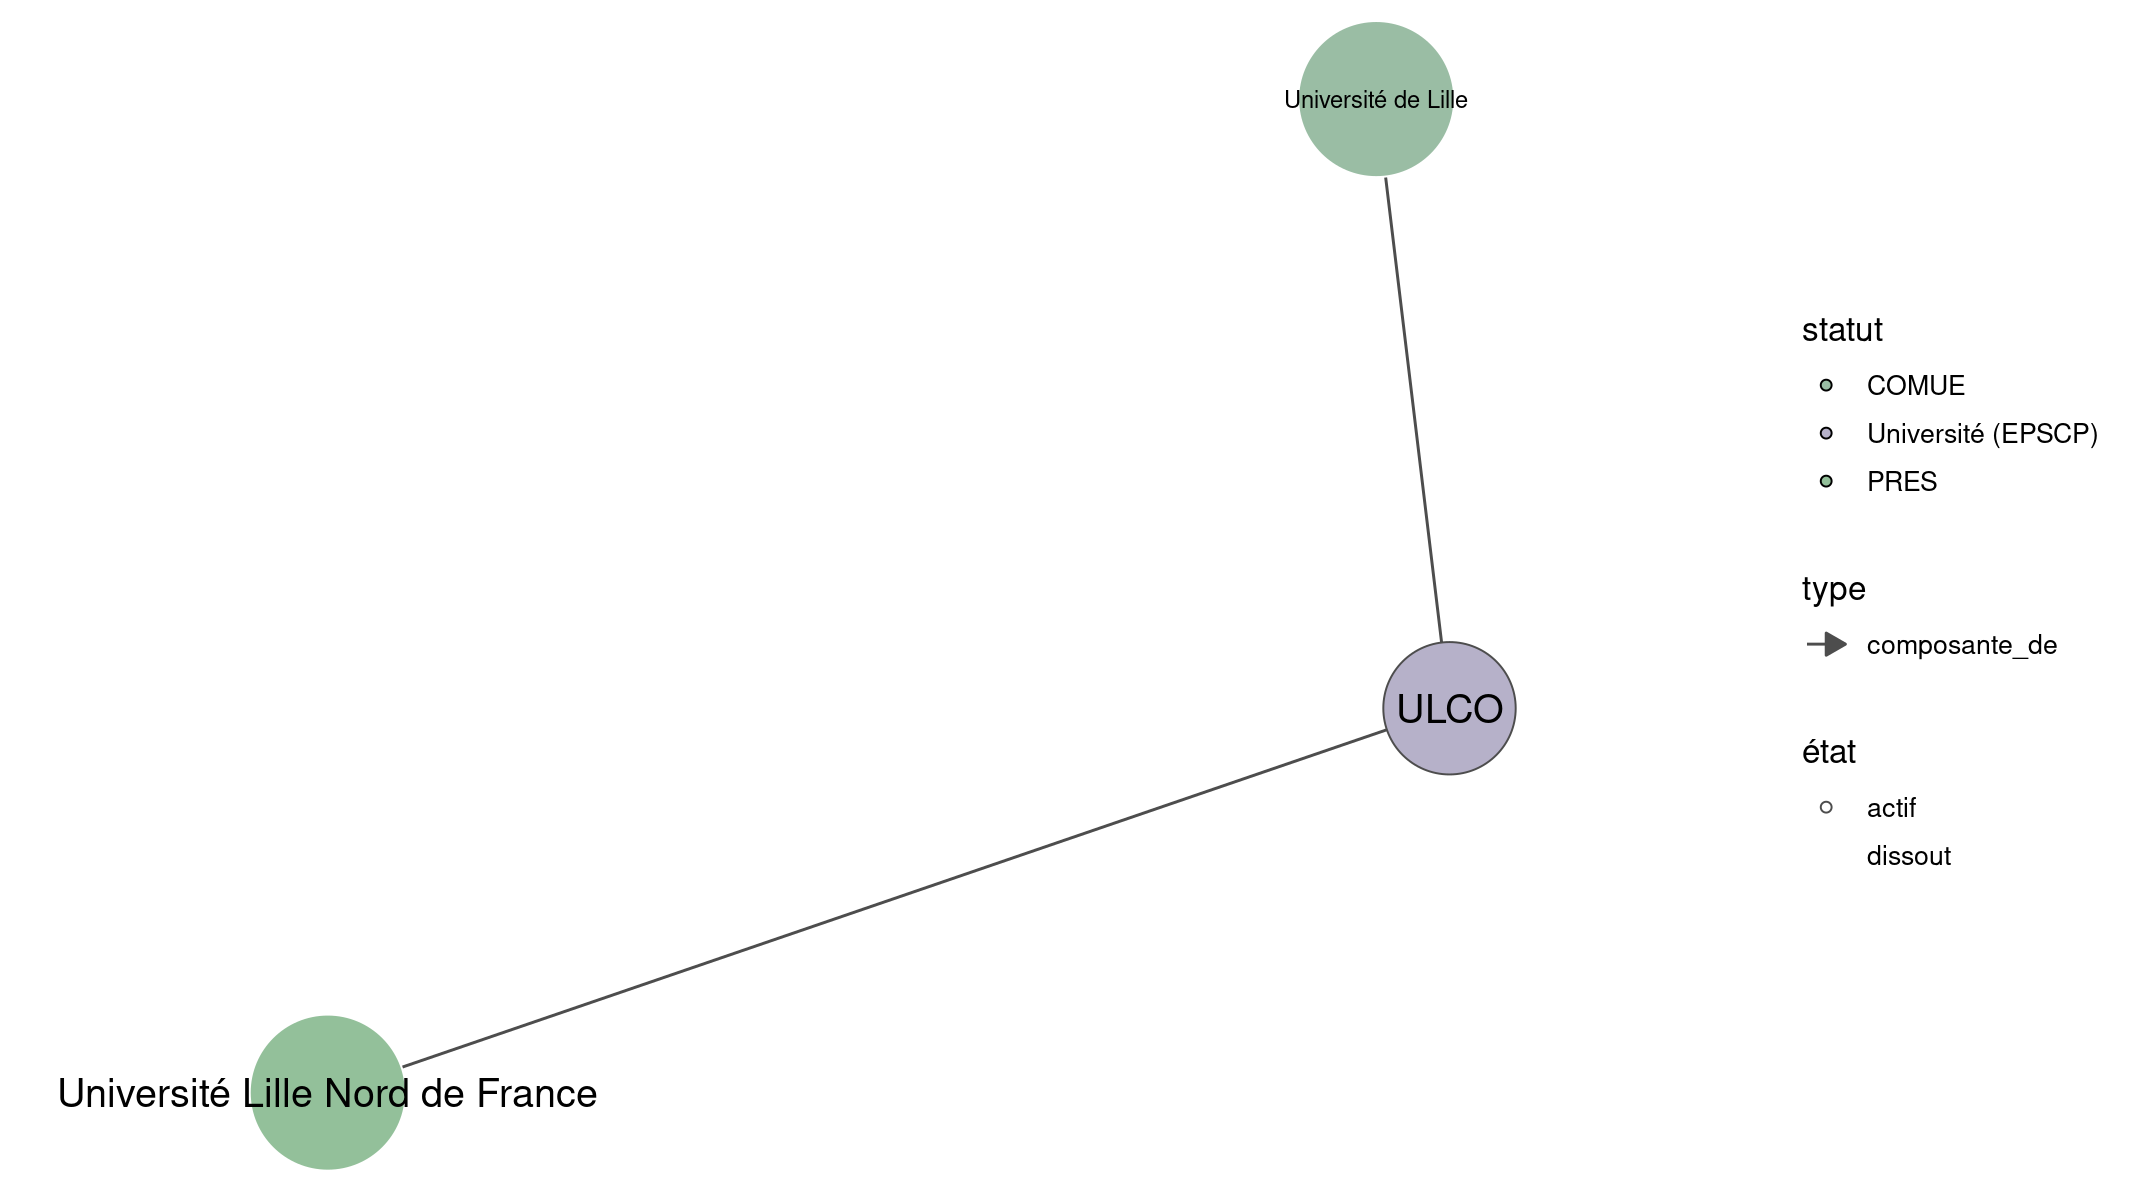 Université de Lille
ULCO
Université Lille Nord de France
statut
COMUE
Université (EPSCP)
PRES
type
composante_de
état
actif
dissout